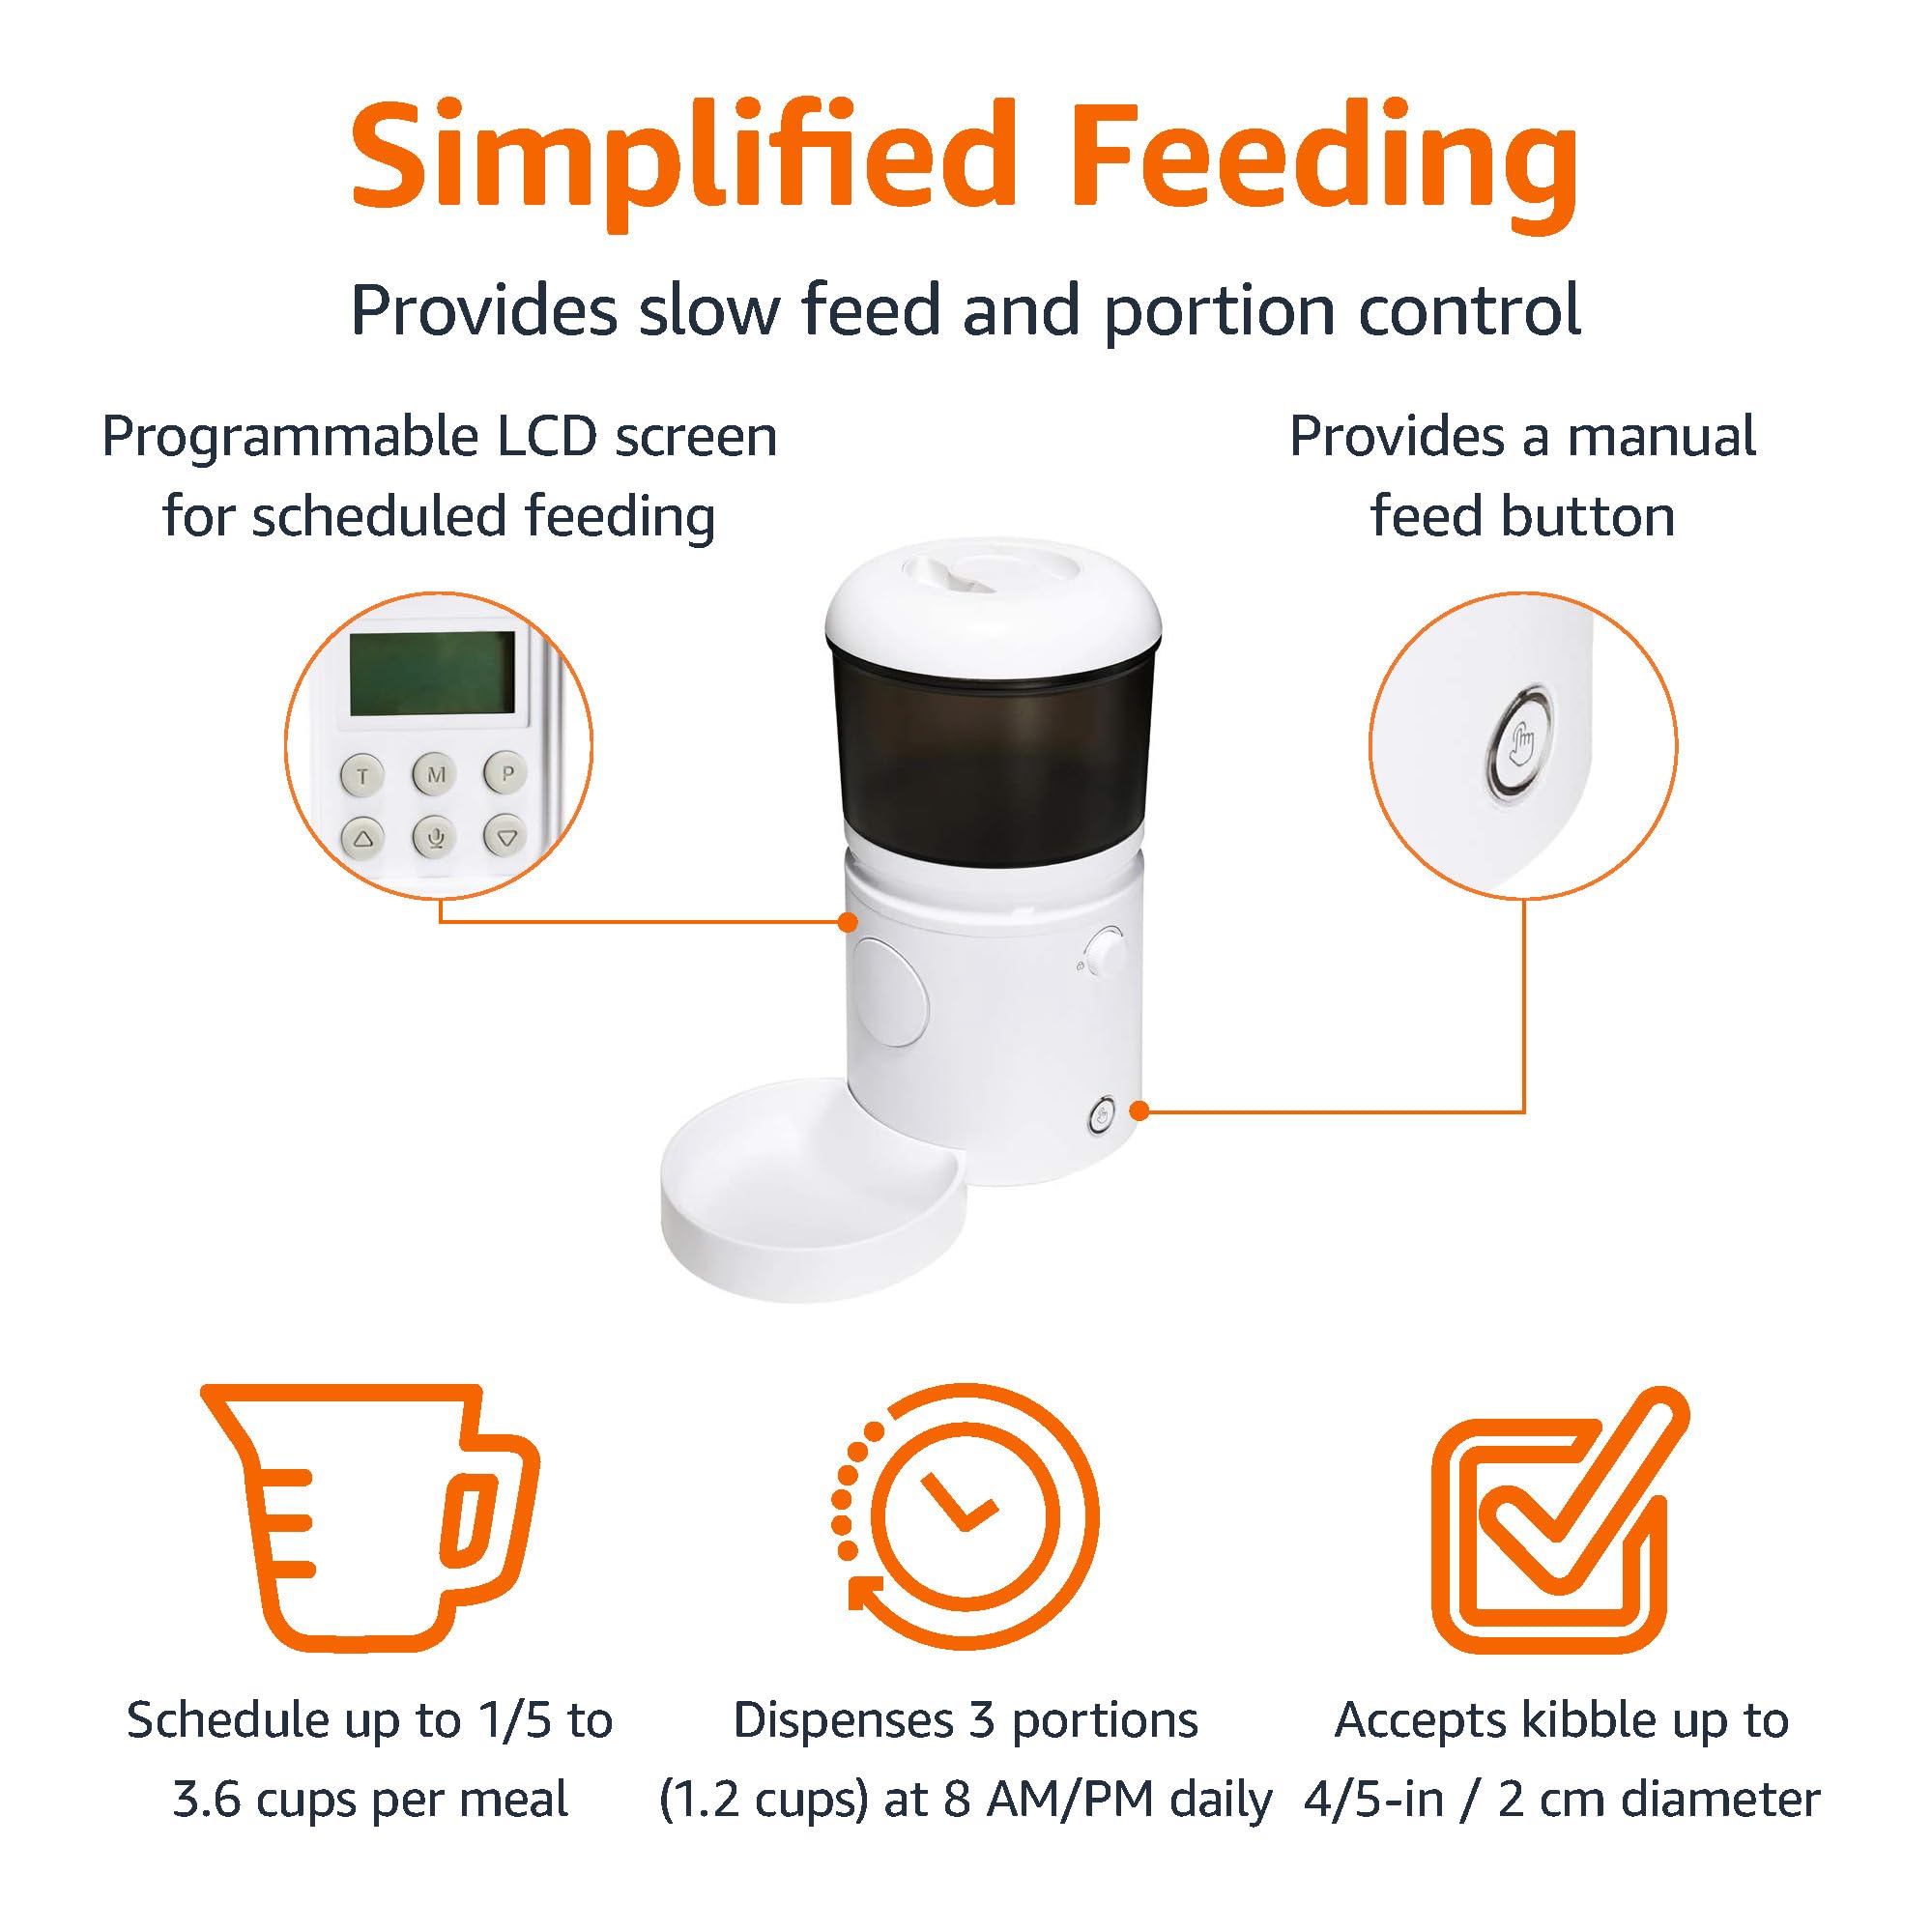 Simplified Feeding
Provides slow feed and portion control
Programmable LCD screen
for scheduled feeding
Provides a manual
feed button
T M P
Schedule up to 1/5 to
3.6 cups per meal
Dispenses 3 portions
(1.2 cups) at 8 AM/PM daily
Accepts kibble up to
4/5-in / 2 cm diameter